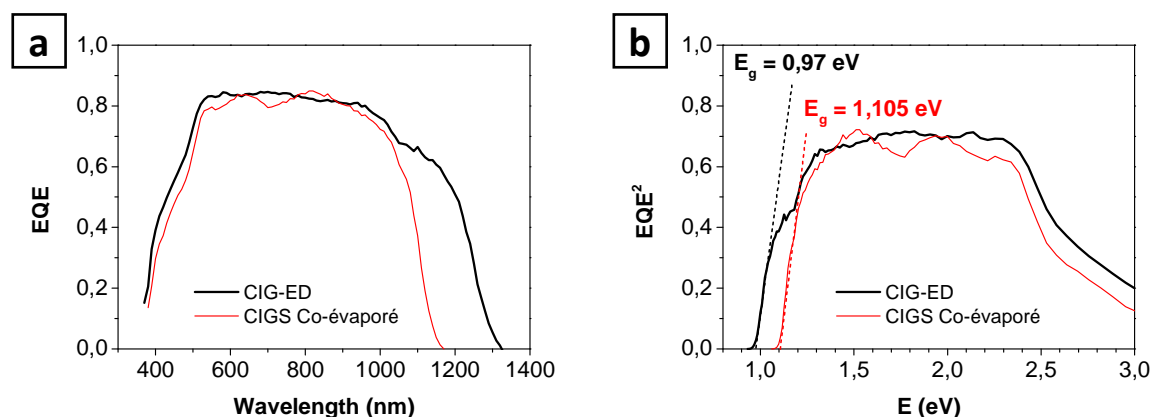 a
1,0
0,8
0,6
0,4
0,2
0,0
EQE
400 600 800 1000 1200 1400
Wavelength (nm)
CIG-ED
CIGS Co-évaporé
b
1,0
0,8
0,6
0,4
0,2
0,0
EQE²
E_g = 0,97 eV
E_g = 1,105 eV
CIG-ED
CIGS Co-évaporé
1,0 1,5 2,0 2,5 3,0
E (eV)